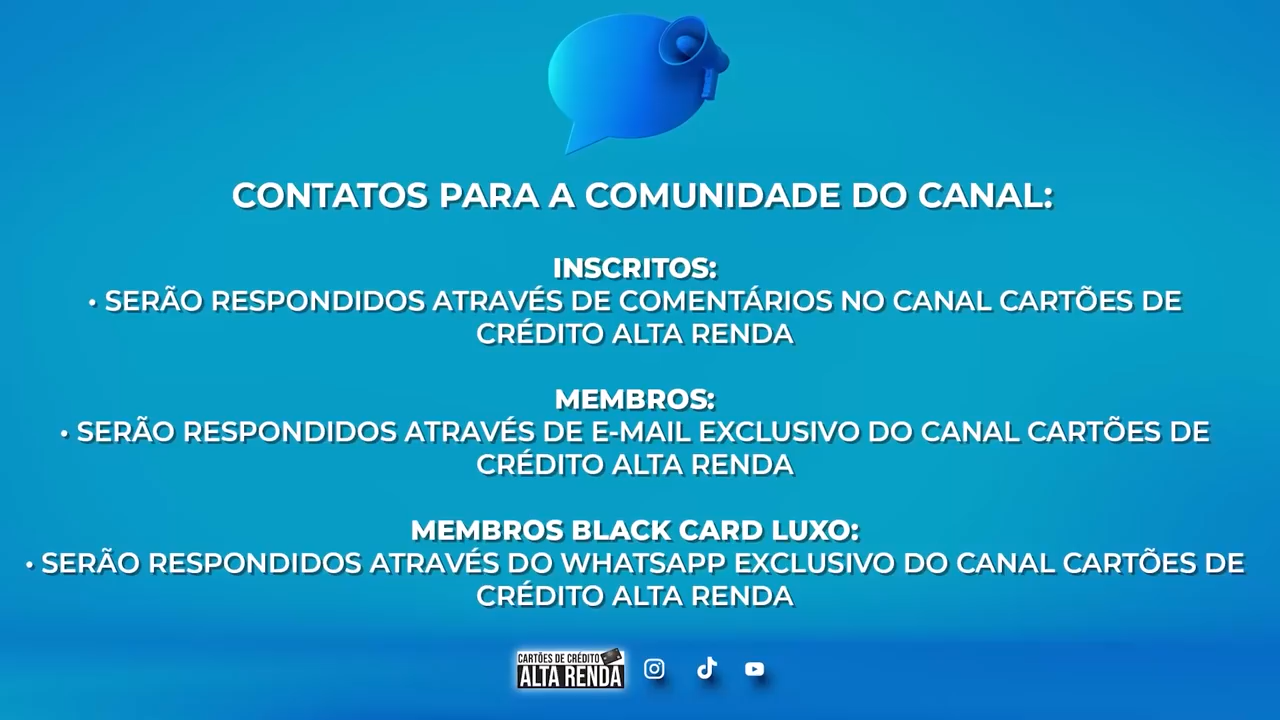 CONTATOS PARA A COMUNIDADE DO CANAL:
INSCRITOS:
• SERÃO RESPONDIDOS ATRAVÉS DE COMENTÁRIOS NO CANAL CARTÕES DE
CRÉDITO ALTA RENDA
MEMBROS:
• SERÃO RESPONDIDOS ATRAVÉS DE E-MAIL EXCLUSIVO DO CANAL CARTÕES DE
CRÉDITO ALTA RENDA
MEMBROS BLACK CARD LUXO:
• SERÃO RESPONDIDOS ATRAVÉS DO WHATSAPP EXCLUSIVO DO CANAL CARTÕES DE
CRÉDITO ALTA RENDA
CARTÕES DE CRÉDITO
ALTA RENDA